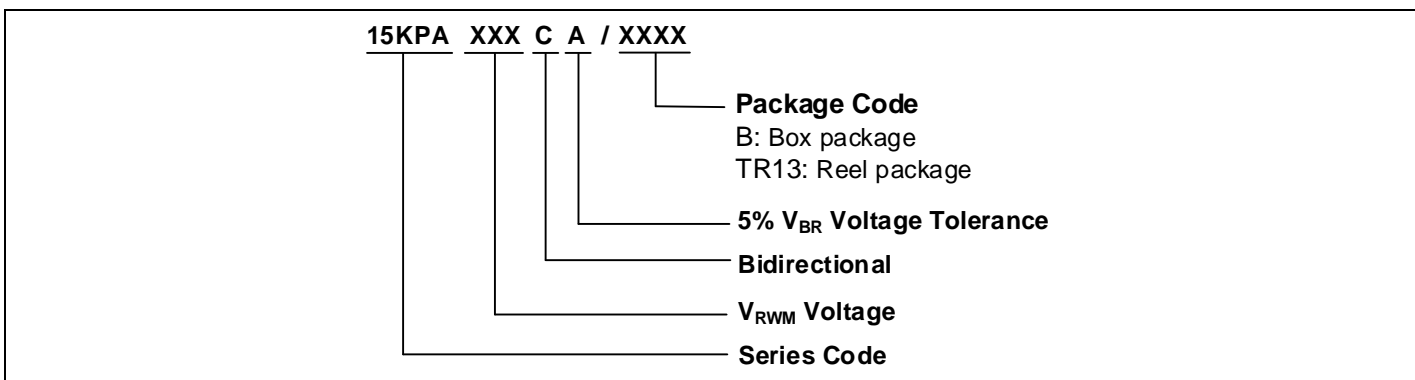 15KPA XXX C A / XXXX
Package Code
B: Box package
TR13: Reel package
5% VBR Voltage Tolerance
Bidirectional
VRWM Voltage
Series Code